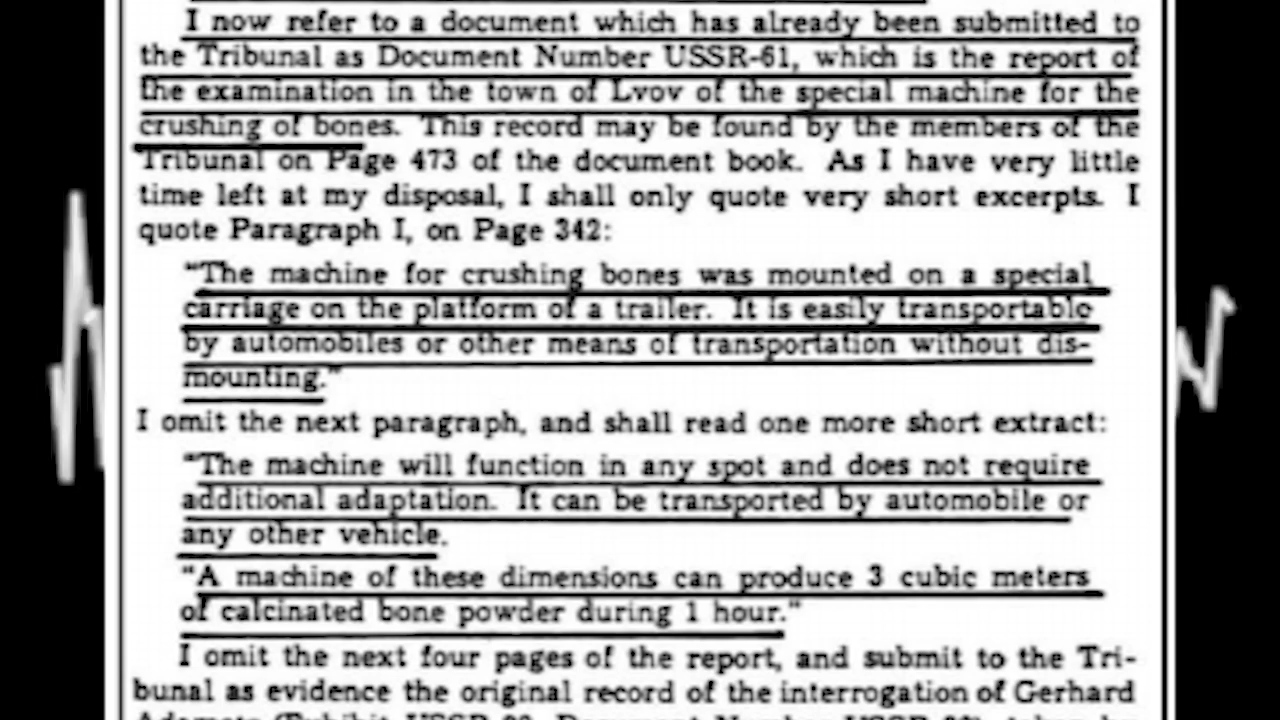 I now refer to a document which has already been submitted to
the Tribunal as Document Number USSR-61, which is the report of
the examination in the town of Lvov of the special machine for the
crushing of bones. This record may be found by the members of the
Tribunal on Page 473 of the document book. As I have very little
time left at my disposal, I shall only quote very short excerpts. I
quote Paragraph I, on Page 342:
"The machine for crushing bones was mounted on a special
carriage on the platform of a trailer. It is easily transportable
by automobiles or other means of transportation without dis-
mounting."
I omit the next paragraph, and shall read one more short extract:
"The machine will function in any spot and does not require
additional adaptation. It can be transported by automobile or
any other vehicle.
"A machine of these dimensions can produce 3 cubic meters
of calcinated bone powder during 1 hour."
I omit the next four pages of the report, and submit to the Tri-
bunal as evidence the original record of the interrogation of Gerhard